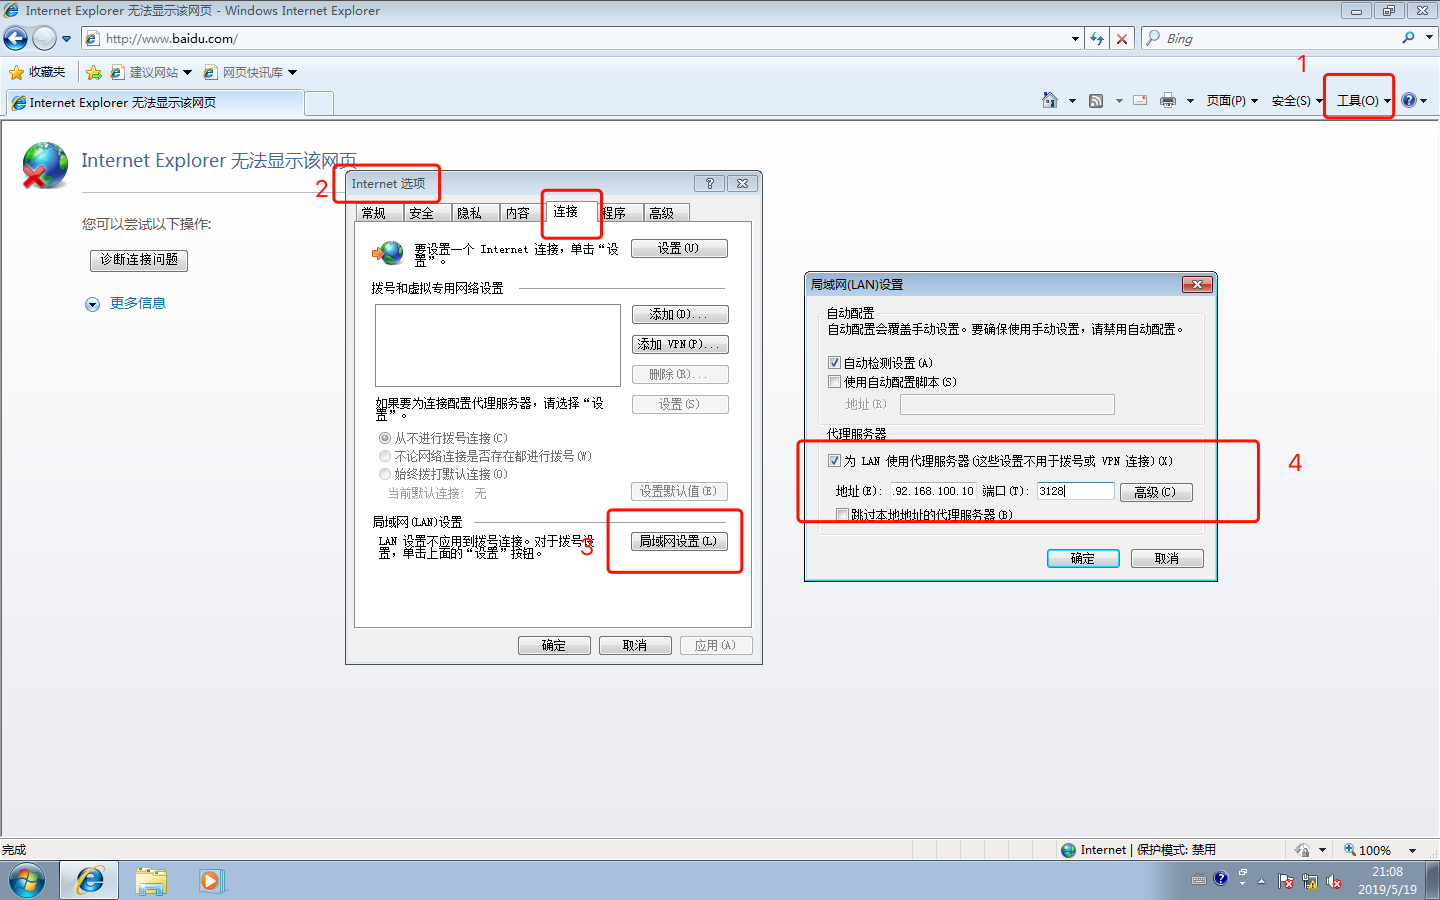 Internet Explorer 无法显示该网页 - Windows Internet Explorer
http://www.baidu.com/
Bing
收藏夹
建议网站
网页快讯库
1
Internet Explorer 无法显示该网页
页面(P)
安全(S)
工具(O)
Internet Explorer 无法显示该网页
您可以尝试以下操作:
诊断连接问题
更多信息
2
Internet 选项
常规
安全
隐私
内容
连接
程序
高级
要设置一个 Internet 连接，单击“设
置”。
设置(U)
拨号和虚拟专用网络设置
添加(D)...
添加 VPN(P)...
删除(R)...
如果要为连接配置代理服务器，请选择“设
置”。
设置(S)
从不进行拨号连接(C)
不论网络连接是否存在都进行拨号(W)
始终拨打默认连接(O)
当前默认连接: 无
设置默认值(E)
局域网(LAN)设置
LAN 设置不应用到拨号连接。对于拨号设
置，单击上面的“设置”按钮。
3
局域网设置(L)
确定
取消
应用(A)
局域网(LAN)设置
自动配置
自动配置会覆盖手动设置。要确保使用手动设置，请禁用自动配置。
自动检测设置(A)
使用自动配置脚本(S)
地址(R)
代理服务器
为 LAN 使用代理服务器(这些设置不用于拨号或 VPN 连接)(X)
4
地址(E): .92.168.100.10 端口(T): 3128
高级(C)
跳过本地地址的代理服务器(B)
确定
取消
完成
Internet | 保护模式: 禁用
100%
21:08
2019/5/19